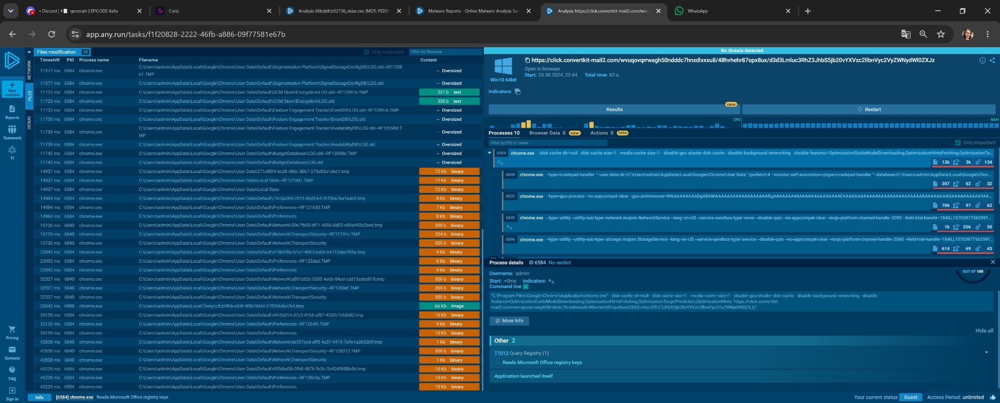 • Discord | #📝-generale | EPICODE Italia
Corsi
Analysis 66bddfcb52736_vidar.exe (MD5: FEDB6
Malware Reports - Online Malware Analysis San
Analysis https://click.convertkit-mail2.com/wvu
WhatsApp
app.any.run/tasks/f1f20828-2222-46fb-a886-09f77581e67b
New analysis
Reports
Teamwork
TI
Pricing
Contacts
FAQ
Sign in
NETWORK
FILES
DEBUG
Files modification 72
Only important
Filter by filename
Timeshift PID Process name Filename Content
11577 ms 6584 chrome.exe C:\Users\admin\AppData\Local\Google\Chrome\User Data\Default\Segmentation Platform\SignalStorageConfigDB\LOG.old~RF1208
e1.TMP – Oversized
11577 ms 6584 chrome.exe C:\Users\admin\AppData\Local\Google\Chrome\User Data\Default\Segmentation Platform\SignalStorageConfigDB\LOG.old – Oversized
11723 ms 6584 chrome.exe C:\Users\admin\AppData\Local\Google\Chrome\User Data\Default\GCM Store\Encryption\LOG.old~RF12097e.TMP 327 b text
11723 ms 6584 chrome.exe C:\Users\admin\AppData\Local\Google\Chrome\User Data\Default\GCM Store\Encryption\LOG.old 330 b text
11733 ms 6584 chrome.exe C:\Users\admin\AppData\Local\Google\Chrome\User Data\Default\Feature Engagement Tracker\EventDB\LOG.old~RF12097e.TMP – Oversized
11735 ms 6584 chrome.exe C:\Users\admin\AppData\Local\Google\Chrome\User Data\Default\Feature Engagement Tracker\EventDB\LOG.old – Oversized
11739 ms 6584 chrome.exe C:\Users\admin\AppData\Local\Google\Chrome\User Data\Default\Feature Engagement Tracker\AvailabilityDB\LOG.old~RF12098d.T
MP – Oversized
11739 ms 6584 chrome.exe C:\Users\admin\AppData\Local\Google\Chrome\User Data\Default\Feature Engagement Tracker\AvailabilityDB\LOG.old – Oversized
11742 ms 6584 chrome.exe C:\Users\admin\AppData\Local\Google\Chrome\User Data\Default\BudgetDatabase\LOG.old~RF12098d.TMP – Oversized
11743 ms 6584 chrome.exe C:\Users\admin\AppData\Local\Google\Chrome\User Data\Default\BudgetDatabase\LOG.old – Oversized
14937 ms 6584 chrome.exe C:\Users\admin\AppData\Local\Google\Chrome\User Data\271e80f4-bc28-486c-80b7-275e82a1abd1.tmp 72 Kb binary
14937 ms 6584 chrome.exe C:\Users\admin\AppData\Local\Google\Chrome\User Data\Local State~RF121601.TMP 72 Kb binary
14937 ms 6584 chrome.exe C:\Users\admin\AppData\Local\Google\Chrome\User Data\Local State 72 Kb binary
14984 ms 6584 chrome.exe C:\Users\admin\AppData\Local\Google\Chrome\User Data\Default\74c3a269-7813-4bd3-b470-f30a7ba1eab5.tmp 8 Kb binary
14984 ms 6584 chrome.exe C:\Users\admin\AppData\Local\Google\Chrome\User Data\Default\Preferences~RF121630.TMP 7 Kb binary
14984 ms 6584 chrome.exe C:\Users\admin\AppData\Local\Google\Chrome\User Data\Default\Preferences 8 Kb binary
15726 ms 6840 chrome.exe C:\Users\admin\AppData\Local\Google\Chrome\User Data\Default\Network\59e7fb00-bf11-4056-8d03-c89a492e2bed.tmp 859 b binary
15729 ms 6840 chrome.exe C:\Users\admin\AppData\Local\Google\Chrome\User Data\Default\Network\TransportSecurity~RF12191e.TMP 524 b binary
15730 ms 6840 chrome.exe C:\Users\admin\AppData\Local\Google\Chrome\User Data\Default\Network\TransportSecurity 859 b binary
25093 ms 6584 chrome.exe C:\Users\admin\AppData\Local\Google\Chrome\User Data\Default\418b0f8a-b1e7-4053-bab5-b4715dae285a.tmp 9 Kb binary
25093 ms 6584 chrome.exe C:\Users\admin\AppData\Local\Google\Chrome\User Data\Default\Preferences~RF123dad.TMP 8 Kb binary
25093 ms 6584 chrome.exe C:\Users\admin\AppData\Local\Google\Chrome\User Data\Default\Preferences 9 Kb binary
32327 ms 6840 chrome.exe C:\Users\admin\AppData\Local\Google\Chrome\User Data\Default\Network\a891b62e-0585-4a6b-84ad-cdd13adeb018.tmp 859 b binary
32327 ms 6840 chrome.exe C:\Users\admin\AppData\Local\Google\Chrome\User Data\Default\Network\TransportSecurity~RF1259ef.TMP 859 b binary
32327 ms 6840 chrome.exe C:\Users\admin\AppData\Local\Google\Chrome\User Data\Default\Network\TransportSecurity 859 b binary
33043 ms 6988 chrome.exe C:\Users\admin\AppData\Local\Temp\cfcb9fcb-e34f-4f50-9d44-27f054d6d7b4.tmp 66 Kb image
35155 ms 6584 chrome.exe C:\Users\admin\AppData\Local\Google\Chrome\User Data\Default\4fe5dd14-d7e3-41b6-af87-42d2c1bfdb82.tmp 10 Kb binary
35155 ms 6584 chrome.exe C:\Users\admin\AppData\Local\Google\Chrome\User Data\Default\Preferences~RF1264fc.TMP 9 Kb binary
35155 ms 6584 chrome.exe C:\Users\admin\AppData\Local\Google\Chrome\User Data\Default\Preferences 10 Kb binary
42858 ms 6840 chrome.exe C:\Users\admin\AppData\Local\Google\Chrome\User Data\Default\Network\de557ecd-aff3-4a37-9415-7a9e1a2b32b9.tmp 1 Kb binary
42858 ms 6840 chrome.exe C:\Users\admin\AppData\Local\Google\Chrome\User Data\Default\Network\TransportSecurity~RF128313.TMP 859 b binary
42858 ms 6840 chrome.exe C:\Users\admin\AppData\Local\Google\Chrome\User Data\Default\Network\TransportSecurity 1 Kb binary
45225 ms 6584 chrome.exe C:\Users\admin\AppData\Local\Google\Chrome\User Data\Default\495dbd56-0fb8-4876-9c3c-2c42d0688a5d.tmp 10 Kb binary
45228 ms 6584 chrome.exe C:\Users\admin\AppData\Local\Google\Chrome\User Data\Default\Preferences~RF128c5a.TMP 10 Kb binary
45229 ms 6584 chrome.exe C:\Users\admin\AppData\Local\Google\Chrome\User Data\Default\Preferences 10 Kb binary
No threats detected
Win10 64bit
https://click.convertkit-mail2.com/wvuqovqrrwagh50ndddc7hnxdlxxxu8/48hvhehr87opx8ux/d3d3Lmluc3RhZ3JhbS5jb20vYXVzc2llbnVyc2VyZWNydWl0ZXJz
Open in browser
Start: 25.08.2024, 22:44 Total time: 62 s
Indicators:
Results new
Restart
CPU
RAM
Processes 10 Browser Data 0 new Actions 0 beta
Filter by PID or name
Only important
6584 chrome.exe --disk-cache-dir=null --disk-cache-size=1 --media-cache-size=1 --disable-gpu-shader-disk-cache --disable-background-networking --disable-features=OptimizationGuideModelDownloading,OptimizationHintsFetching,OptimizationTa...
12k 3k 134
6696 chrome.exe --type=crashpad-handler "--user-data-dir=C:\Users\admin\AppData\Local\Google\Chrome\User Data" /prefetch:4 --monitor-self-annotation=ptype=crashpad-handler "--database=C:\Users\admin\AppData\Local\Google\Chro...
307 62 32
6832 chrome.exe --type=gpu-process --no-appcompat-clear
706 97 62
6840 chrome.exe --type=utility --utility-sub-type=network.mojom.NetworkService --lang=en-US --service-sandbox-type=none --disable-quic --no-appcompat-clear --mojo-platform-channel-handle=2092 --field-trial-handle=1848,i,10703977562591...
1k 256 50
6896 chrome.exe --type=utility --utility-sub-type=storage.mojom.StorageService --lang=en-US --service-sandbox-type=service --disable-quic --no-appcompat-clear --mojo-platform-channel-handle=2060 --field-trial-handle=1848,i,10703977562591...
614 69 43
Process details ID 6584 No verdict
OUT OF 100
Username: admin
Start: +0ms Indicators:
Command line AI
"C:\Program Files\Google\Chrome\Application\chrome.exe" --disk-cache-dir=null --disk-cache-size=1 --media-cache-size=1 --disable-gpu-shader-disk-cache --disable-background-networking --disable-
features=OptimizationGuideModelDownloading,OptimizationHintsFetching,OptimizationTargetPrediction,OptimizationHints "https://click.convertkit-
mail2.com/wvuqovqrrwagh50ndddc7hnxdlxxxu8/48hvhehr87opx8ux/d3d3Lmluc3RhZ3JhbS5jb20vYXVzc2llbnVyc2VyZWNydWl0ZXJz"
More Info
Hide all
Other 2
T1012 Query Registry (1)
Reads Microsoft Office registry keys
Application launched itself
Info [6584] chrome.exe Reads Microsoft Office registry keys
Your current status Guest Access Period: unlimited